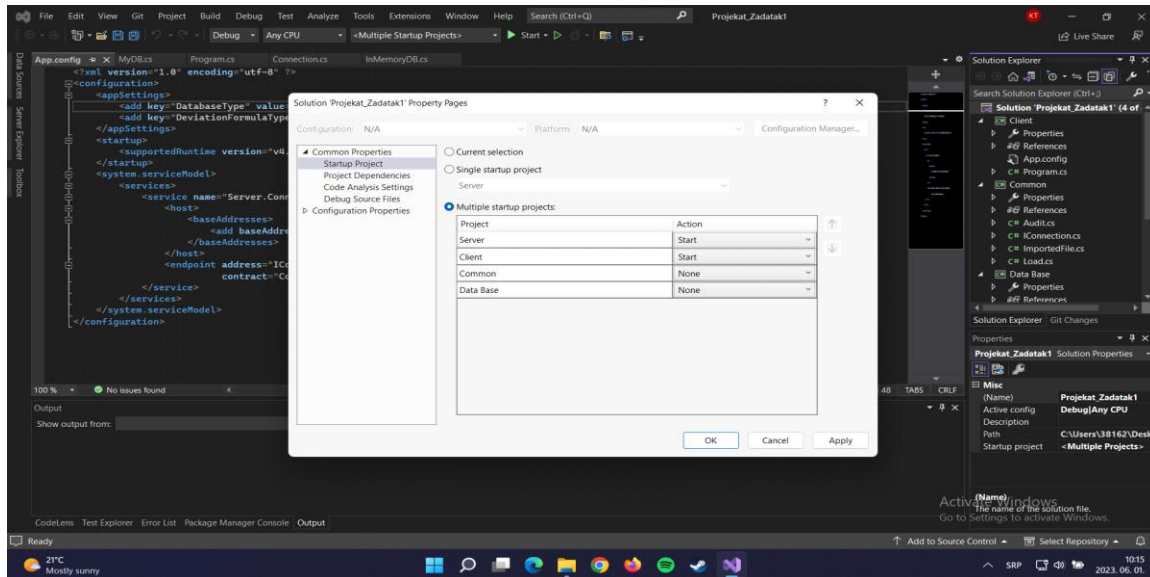 File Edit View Git Project Build Debug Test Analyze Tools Extensions Window Help Search (Ctrl+Q) Projekat_Zadatak1 KT
Debug Any CPU <Multiple Startup Projects> Start Live Share
App.config MyDB.cs Program.cs Connection.cs InMemoryDB.cs
Data Sources
Server Explorer
Toolbox
<?xml version="1.0" encoding="utf-8" ?>
<configuration>
<appSettings>
<add key="DatabaseType" value=
<add key="DeviationFormulaType
</appSettings>
<startup>
<supportedRuntime version="v4.
</startup>
<system.serviceModel>
<services>
<service name="Server.Conn
<host>
<baseAddresses>
<add baseAddre
</baseAddresses>
</host>
<endpoint address="ICo
contract="Co
</service>
</services>
</system.serviceModel>
</configuration>
100 % No issues found
48 TABS CRLF
Output
Show output from:
CodeLens Test Explorer Error List Package Manager Console Output
Solution 'Projekat_Zadatak1' Property Pages ? ×
Configuration: N/A Platform: N/A Configuration Manager...
Common Properties
Startup Project
Project Dependencies
Code Analysis Settings
Debug Source Files
Configuration Properties
Current selection
Single startup project
Server
Multiple startup projects:
Project Action
Server Start
Client Start
Common None
Data Base None
OK Cancel Apply
Solution Explorer
Search Solution Explorer (Ctrl+;)
Solution 'Projekat_Zadatak1' (4 of
Client
Properties
References
App.config
C# Program.cs
Common
Properties
References
C# Audit.cs
C# IConnection.cs
C# ImportedFile.cs
C# Load.cs
Data Base
Properties
References
Solution Explorer Git Changes
Properties
Projekat_Zadatak1 Solution Properties
Misc
(Name) Projekat_Zadatak1
Active config Debug|Any CPU
Description
Path C:\Users\38162\Desk
Startup project <Multiple Projects>
(Name)
The name of the solution file.
Activate Windows
Go to Settings to activate Windows.
Ready Add to Source Control Select Repository
21°C
Mostly sunny
SRP
10:15
2023. 06. 01.